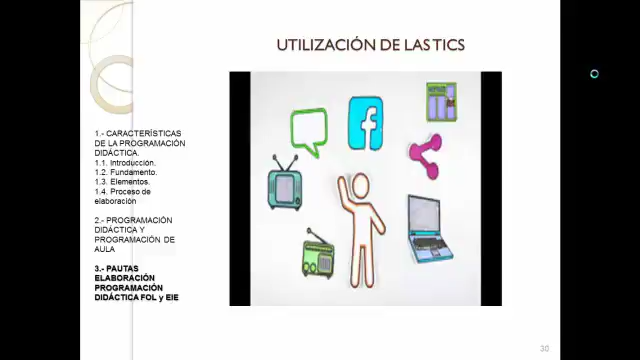 UTILIZACIÓN DE LAS TICS
1.- CARACTERÍSTICAS
DE LA PROGRAMACIÓN
DIDÁCTICA.
1.1. Introducción.
1.2. Fundamento.
1.3. Elementos.
1.4. Proceso de
elaboración
2.- PROGRAMACIÓN
DIDÁCTICA Y
PROGRAMACIÓN DE
AULA
3.- PAUTAS
ELABORACIÓN
PROGRAMACIÓN
DIDÁCTICA FOL y EIE
30